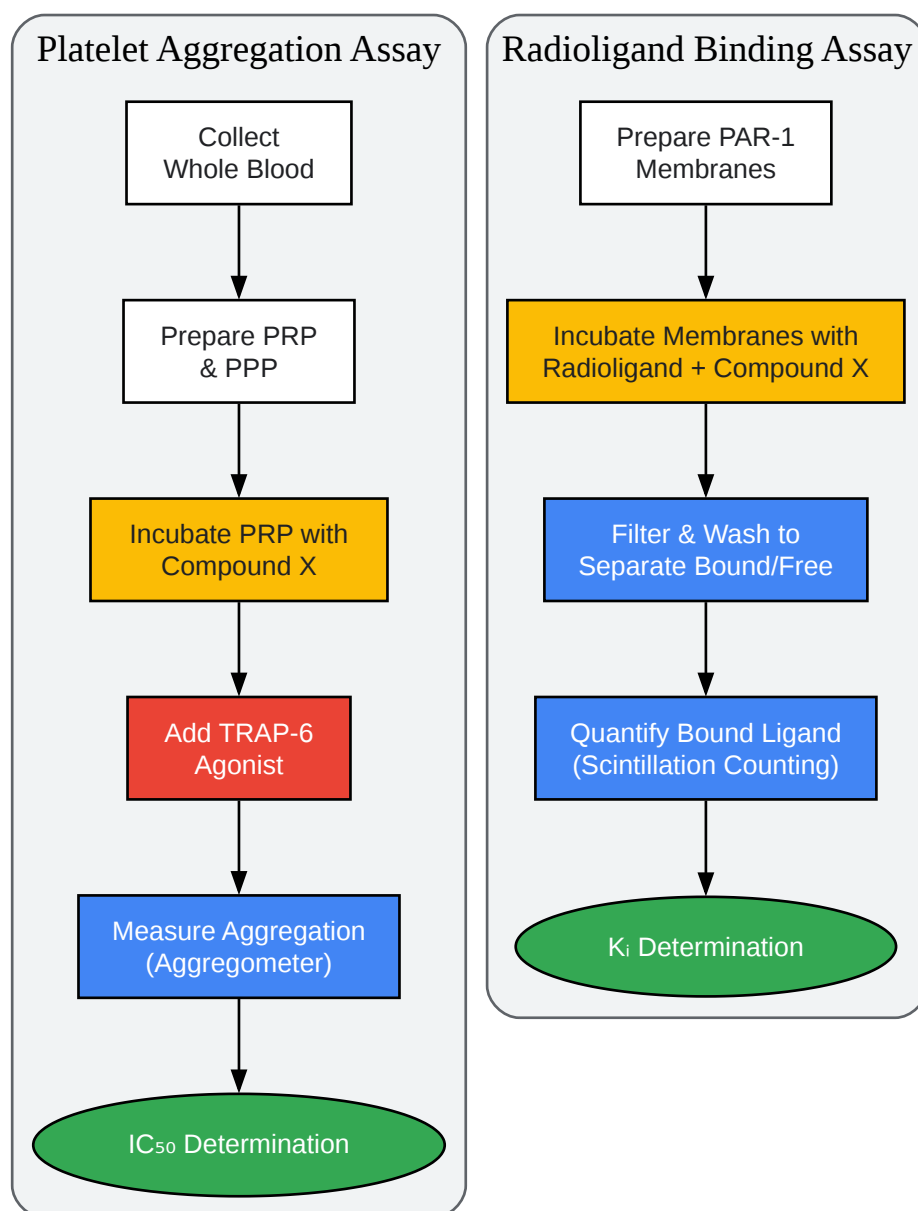 Platelet Aggregation Assay
Collect
Whole Blood
Prepare PRP
& PPP
Incubate PRP with
Compound X
Add TRAP-6
Agonist
Measure Aggregation
(Aggregometer)
IC₅₀ Determination
Radioligand Binding Assay
Prepare PAR-1
Membranes
Incubate Membranes with
Radioligand + Compound X
Filter & Wash to
Separate Bound/Free
Quantify Bound Ligand
(Scintillation Counting)
Kᵢ Determination